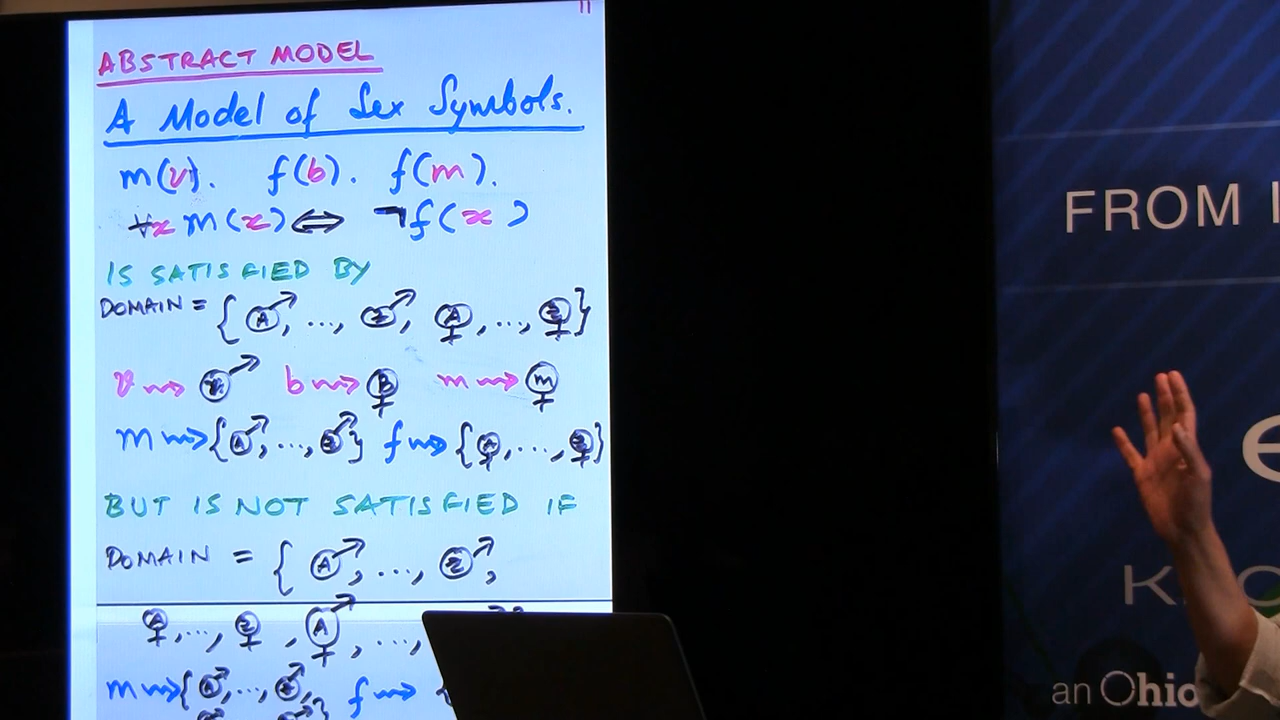 11
ABSTRACT MODEL
A Model of Sex Symbols.
m(v). f(b). f(m).
∀x m(x) ⇔ ¬f(x)
IS SATISFIED BY
DOMAIN = { A♂, ..., Z♂, A♀, ..., Z♀ }
v ⇝ V♂ b ⇝ B♀ m ⇝ m♀
m ⇝ { A♂, ..., Z♂ } f ⇝ { A♀, ..., Z♀ }
BUT IS NOT SATISFIED IF
DOMAIN = { A♂, ..., Z♂,
A♀, ..., Z♀, A⚥, ...,
m ⇝ { A♂, ..., Z♂, f ⇝ {
FROM
an Ohio